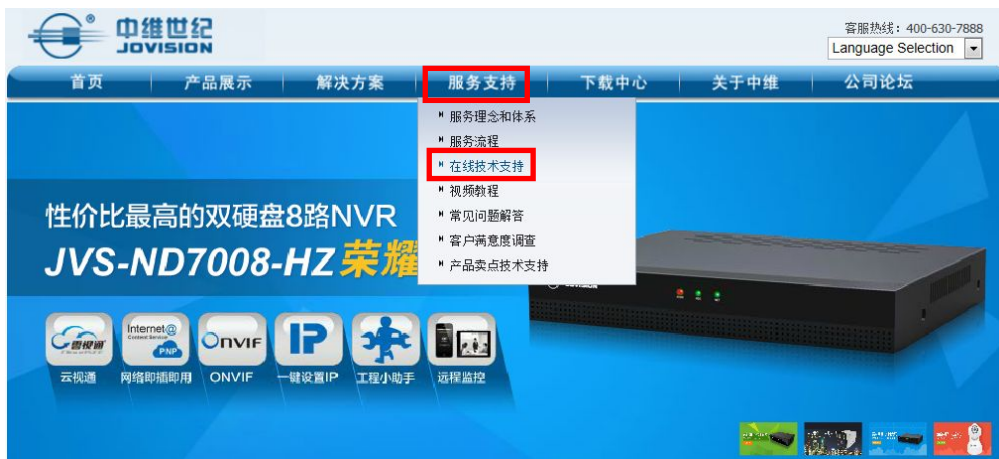 中维世纪
JOVISION
客服热线：400-630-7888
Language Selection
首页 产品展示 解决方案 服务支持 下载中心 关于中维 公司论坛
服务理念和体系
服务流程
在线技术支持
视频教程
常见问题解答
客户满意度调查
产品卖点技术支持
性价比最高的双硬盘8路NVR
JVS-ND7008-HZ荣耀
云视通
Internet@
PNP
ONVIF
IP
云视通 网络即插即用 ONVIF 一键设置IP 工程小助手 远程监控